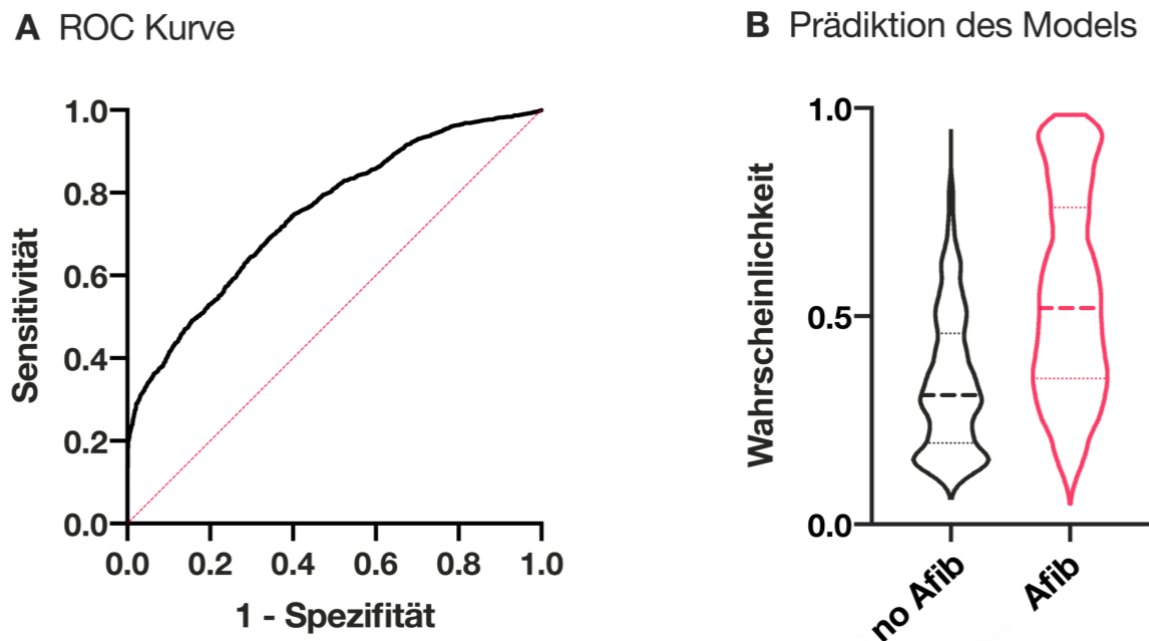 A ROC Kurve
Sensitivität
1.0
0.8
0.6
0.4
0.2
0.0
0.0 0.2 0.4 0.6 0.8 1.0
1 - Spezifität
B Prädiktion des Models
Wahrscheinlichkeit
1.0
0.5
0.0
no Afib
Afib